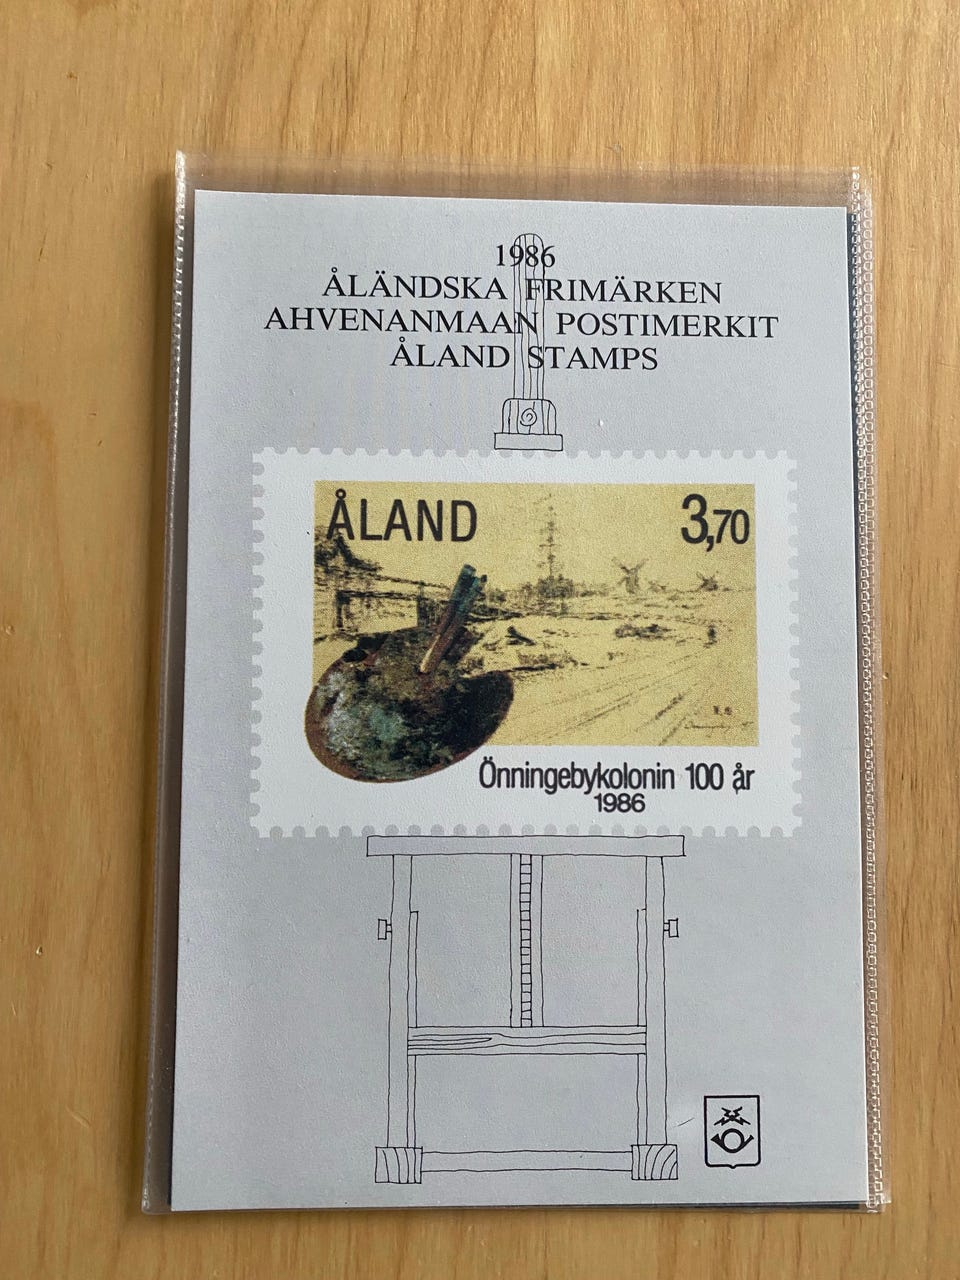 1986
ÅLÄNDSKA FRIMÄRKEN
AHVENANMAAN POSTIMERKIT
ÅLAND STAMPS
ÅLAND
3,70
Önningebykolonin 100 år
1986